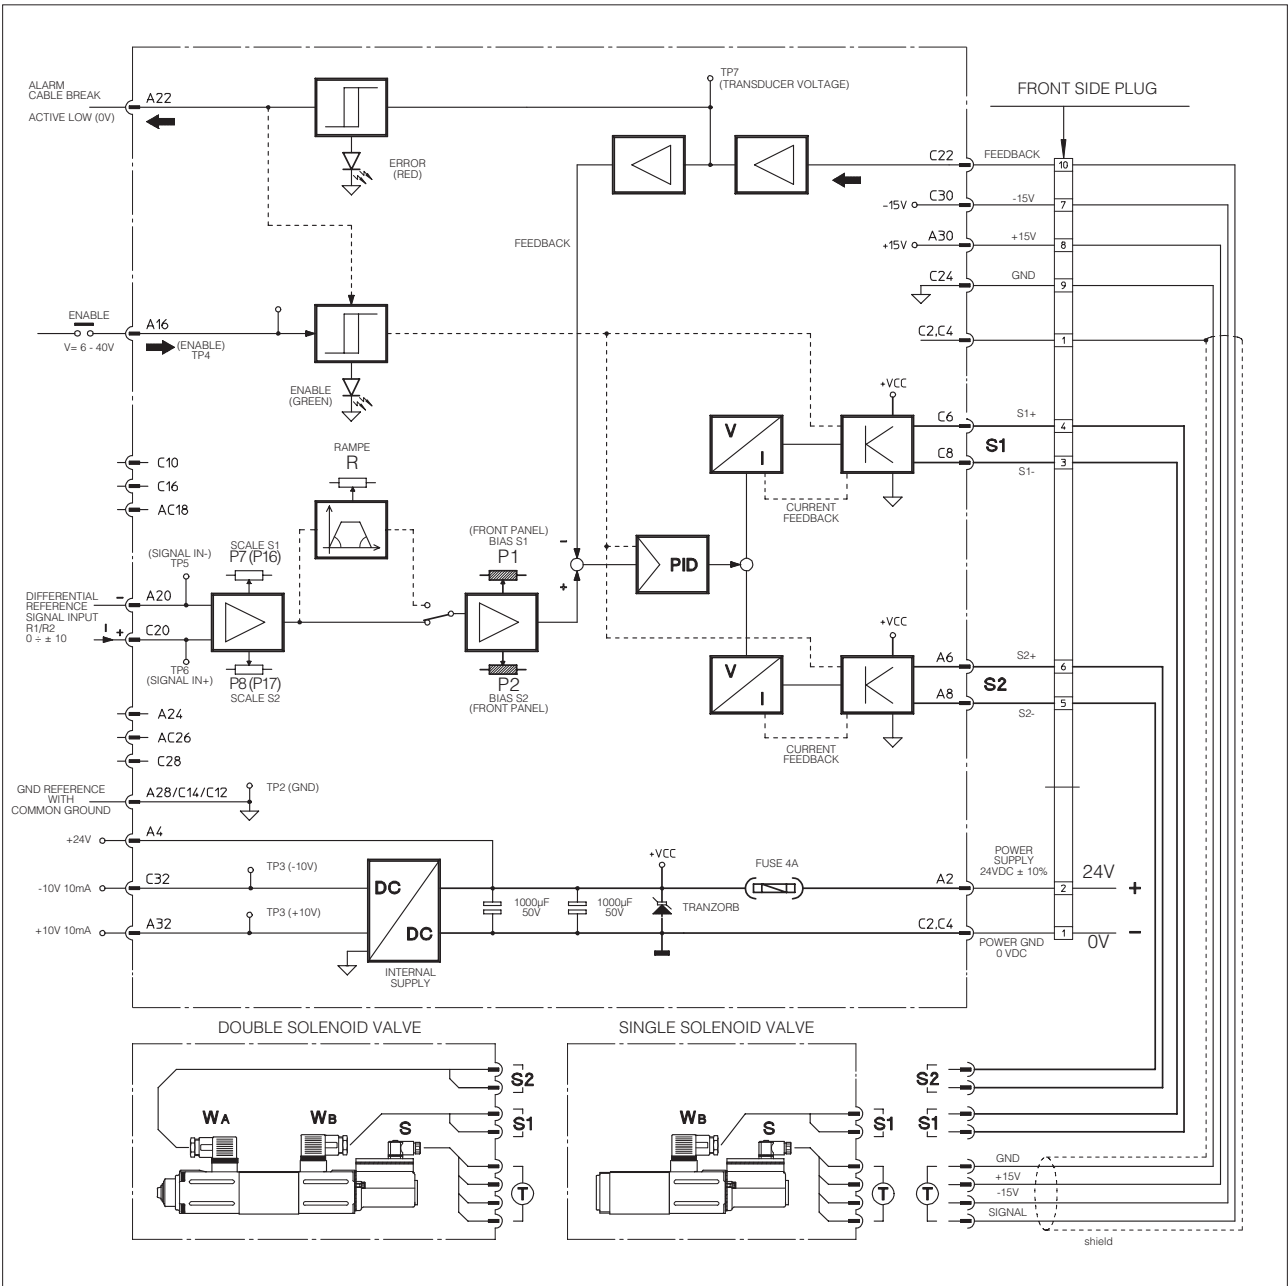 ALARM
CABLE BREAK
ACTIVE LOW (0V)
A22
ERROR
(RED)
TP7
(TRANSDUCER VOLTAGE)
FRONT SIDE PLUG
C22
FEEDBACK
10
-15V
C30
-15V
7
+15V
A30
+15V
8
C24
GND
9
C2,C4
1
FEEDBACK
ENABLE
V= 6 - 40V
A16
(ENABLE)
TP4
ENABLE
(GREEN)
+VCC
V
I
C6
S1+
4
S1
C8
S1-
3
CURRENT
FEEDBACK
C10
C16
AC18
RAMPE
R
(SIGNAL IN-)
TP5
SCALE S1
P7(P16)
(FRONT PANEL)
BIAS S1
P1
-
+
PID
DIFFERENTIAL
REFERENCE
SIGNAL INPUT
R1/R2
0 ÷ ± 10
-
A20
I
+
C20
TP6
(SIGNAL IN+)
P8(P17)
SCALE S2
P2
BIAS S2
(FRONT PANEL)
+VCC
V
I
A6
S2+
6
S2
A8
S2-
5
CURRENT
FEEDBACK
A24
AC26
C28
GND REFERENCE
WITH
COMMON GROUND
A28/C14/C12
TP2 (GND)
+24V
A4
-10V 10mA
C32
TP3 (-10V)
+10V 10mA
A32
TP3 (+10V)
DC
DC
INTERNAL
SUPPLY
1000µF
50V
1000µF
50V
+VCC
TRANZORB
FUSE 4A
A2
POWER
SUPPLY
24VDC ± 10%
2
24V
+
C2,C4
POWER GND
0 VDC
1
0V
-
DOUBLE SOLENOID VALVE
WA
WB
S
S2
S1
T
SINGLE SOLENOID VALVE
WB
S
S1
T
S2
S1
T
GND
+15V
-15V
SIGNAL
shield